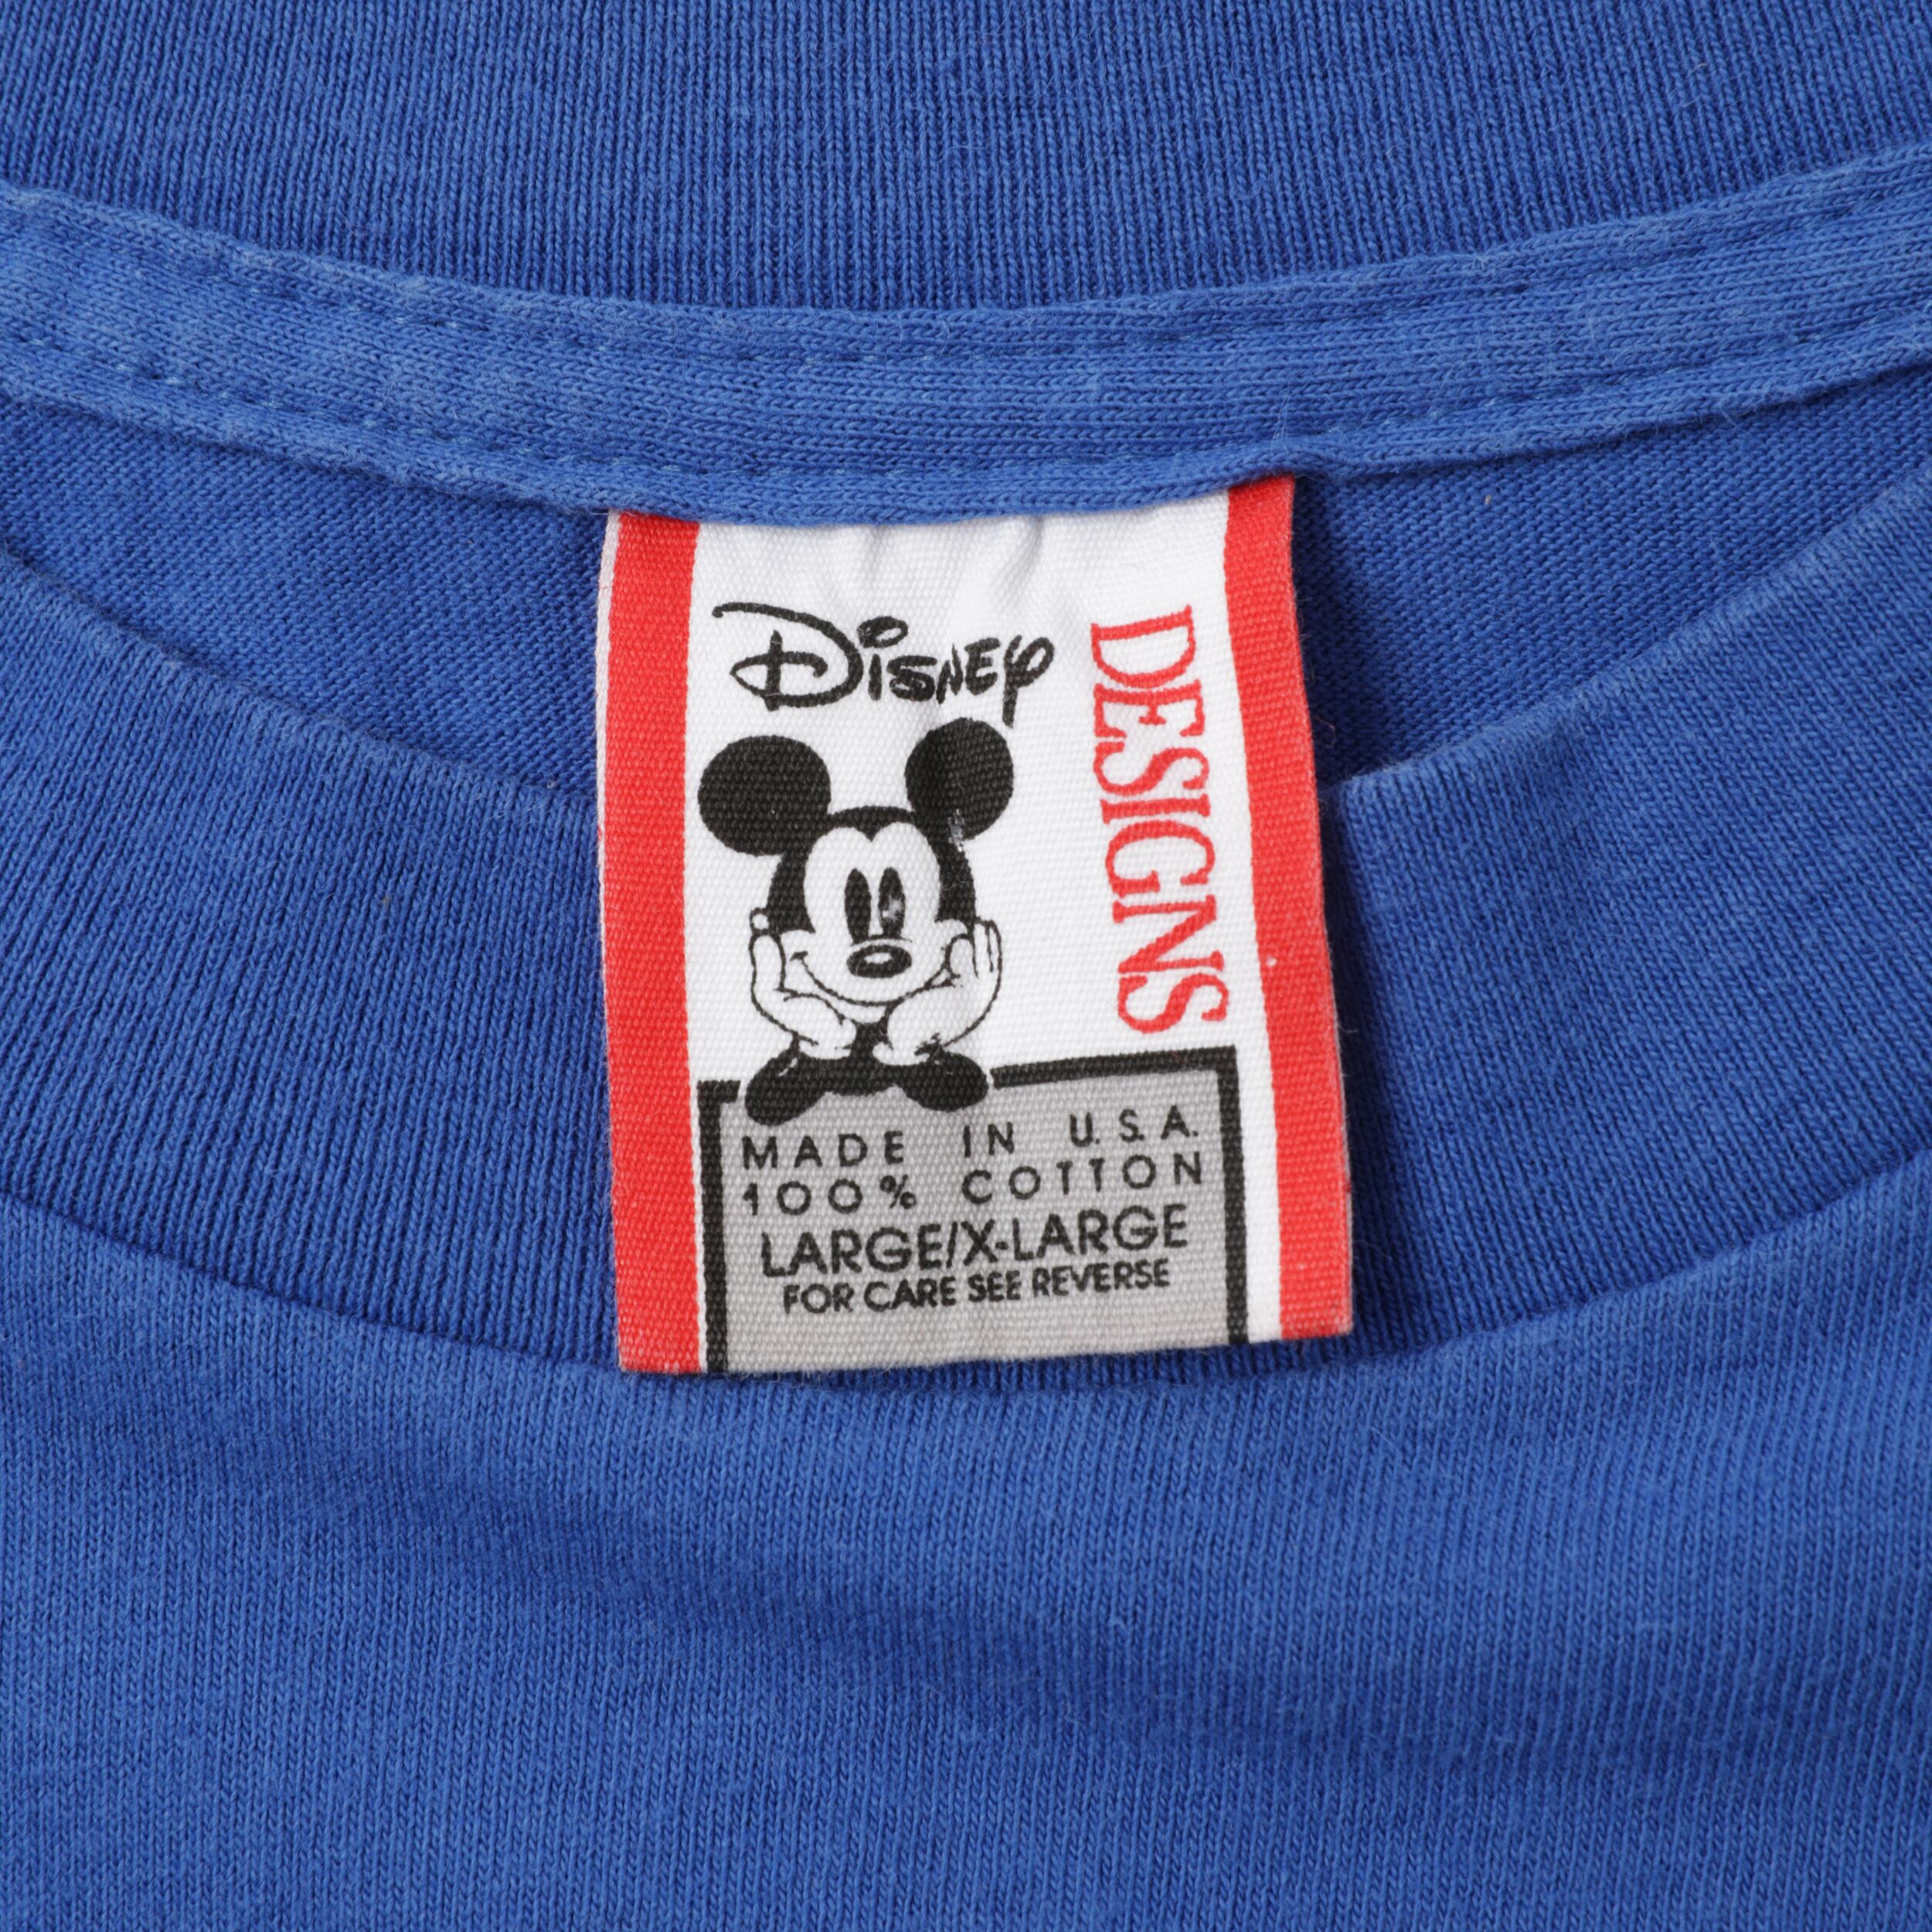 Disney
DESIGNS
MADE IN U.S.A.
100% COTTON
LARGE/X-LARGE
FOR CARE SEE REVERSE